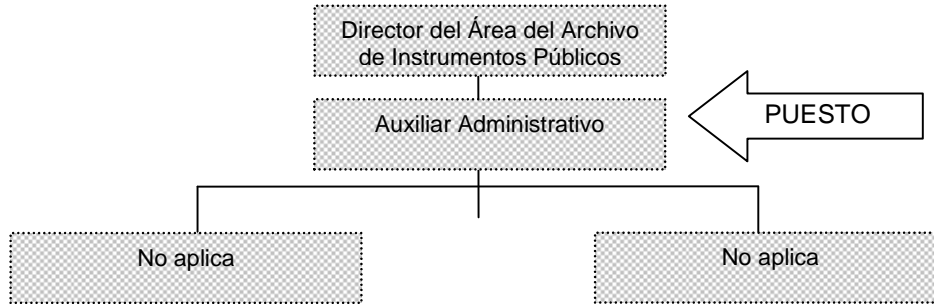 Director del Área del Archivo
de Instrumentos Públicos
Auxiliar Administrativo
PUESTO
No aplica
No aplica